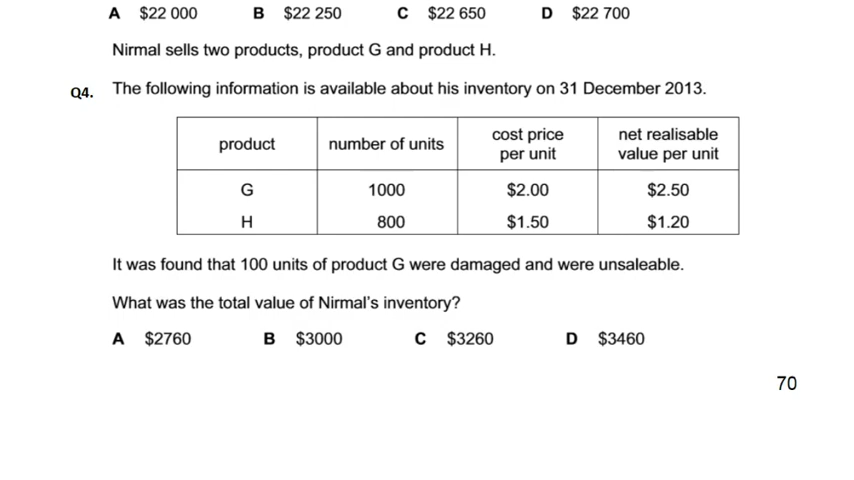 A $22 000 B $22 250 C $22 650 D $22 700
Nirmal sells two products, product G and product H.
Q4. The following information is available about his inventory on 31 December 2013.
product number of units cost price per unit net realisable value per unit
G 1000 $2.00 $2.50
H 800 $1.50 $1.20
It was found that 100 units of product G were damaged and were unsaleable.
What was the total value of Nirmal's inventory?
A $2760 B $3000 C $3260 D $3460
70